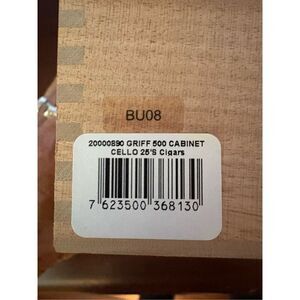 BU08
20000890 GRIFF 500 CABINET
CELLO 25'S Cigars
7 623500 368130